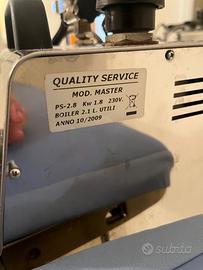 QUALITY SERVICE
MOD. MASTER
PS-2.8 Kw 1.8 230V.
BOILER 2.1 L. UTILI
ANNO 10/2009
subito